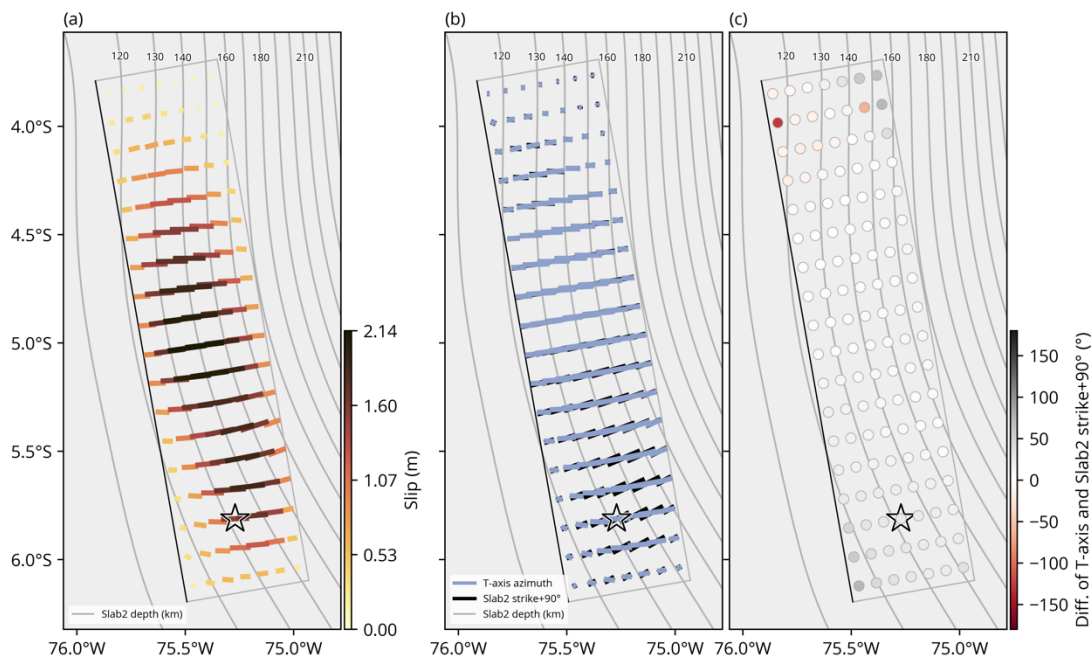 (a)
(b)
(c)
120 130 140 160 180 210
120 130 140 160 180 210
120 130 140 160 180 210
4.0°S
4.5°S
5.0°S
5.5°S
6.0°S
2.14
1.60
1.07
0.53
0.00
Slip (m)
150
100
50
0
−50
−100
−150
Diff. of T-axis and Slab2 strike+90° (°)
Slab2 depth (km)
T-axis azimuth
Slab2 strike+90°
Slab2 depth (km)
76.0°W 75.5°W 75.0°W
76.0°W 75.5°W 75.0°W
76.0°W 75.5°W 75.0°W